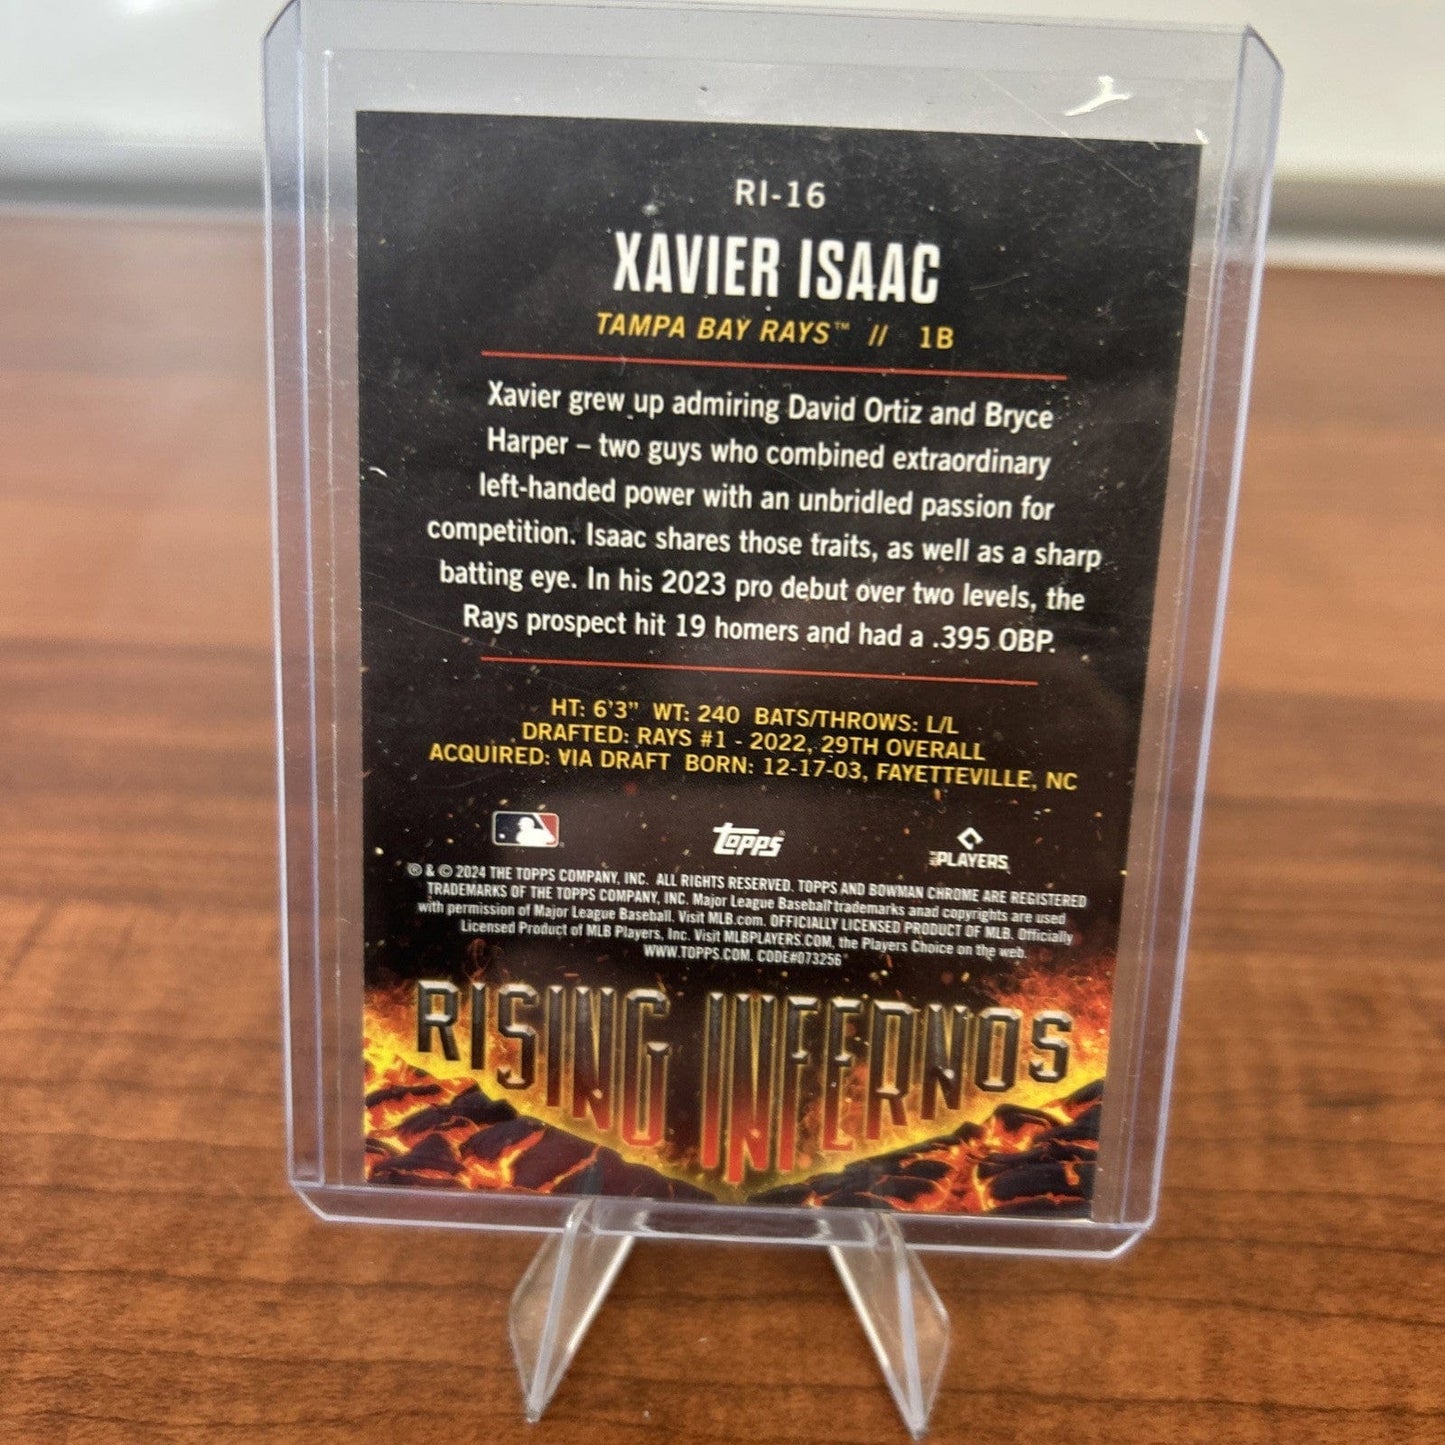 RI-16
XAVIER ISAAC
TAMPA BAY RAYS™ // 1B
Xavier grew up admiring David Ortiz and Bryce
Harper – two guys who combined extraordinary
left-handed power with an unbridled passion for
competition. Isaac shares those traits, as well as a sharp
batting eye. In his 2023 pro debut over two levels, the
Rays prospect hit 19 homers and had a .395 OBP.
HT: 6'3" WT: 240 BATS/THROWS: L/L
DRAFTED: RAYS #1 - 2022, 29TH OVERALL
ACQUIRED: VIA DRAFT BORN: 12-17-03, FAYETTEVILLE, NC
Topps® PLAYERS
® & © 2024 THE TOPPS COMPANY, INC. ALL RIGHTS RESERVED. TOPPS AND BOWMAN CHROME ARE REGISTERED
TRADEMARKS OF THE TOPPS COMPANY, INC. Major League Baseball trademarks anad copyrights are used
with permission of Major League Baseball. Visit MLB.com. OFFICIALLY LICENSED PRODUCT OF MLB. Officially
Licensed Product of MLB Players, Inc. Visit MLBPLAYERS.COM, the Players Choice on the web.
WWW.TOPPS.COM. CODE#073256
RISING INFERNOS